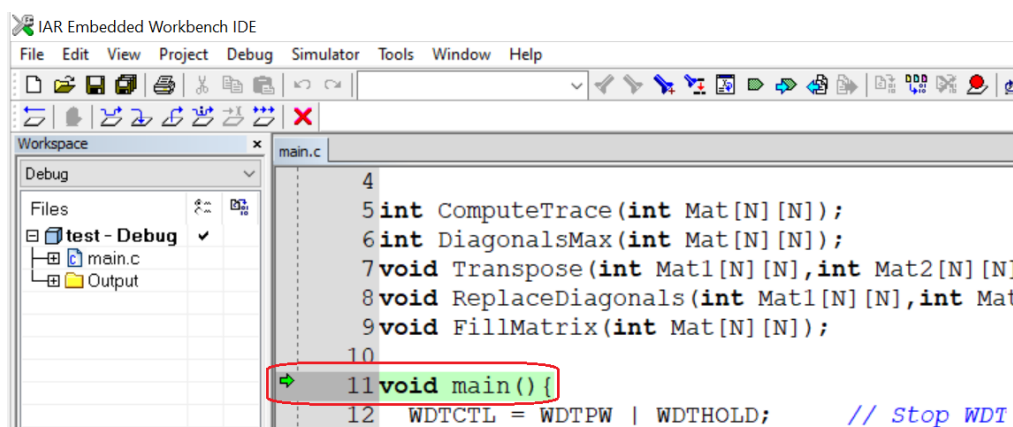 IAR Embedded Workbench IDE
File Edit View Project Debug Simulator Tools Window Help
Workspace
main.c
Debug
Files
test - Debug
main.c
Output
4
5 int ComputeTrace(int Mat[N][N]);
6 int DiagonalsMax(int Mat[N][N]);
7 void Transpose(int Mat1[N][N],int Mat2[N][N]
8 void ReplaceDiagonals(int Mat1[N][N],int Mat
9 void FillMatrix(int Mat[N][N]);
10
11 void main(){
12 WDTCTL = WDTPW | WDTHOLD; // Stop WDT